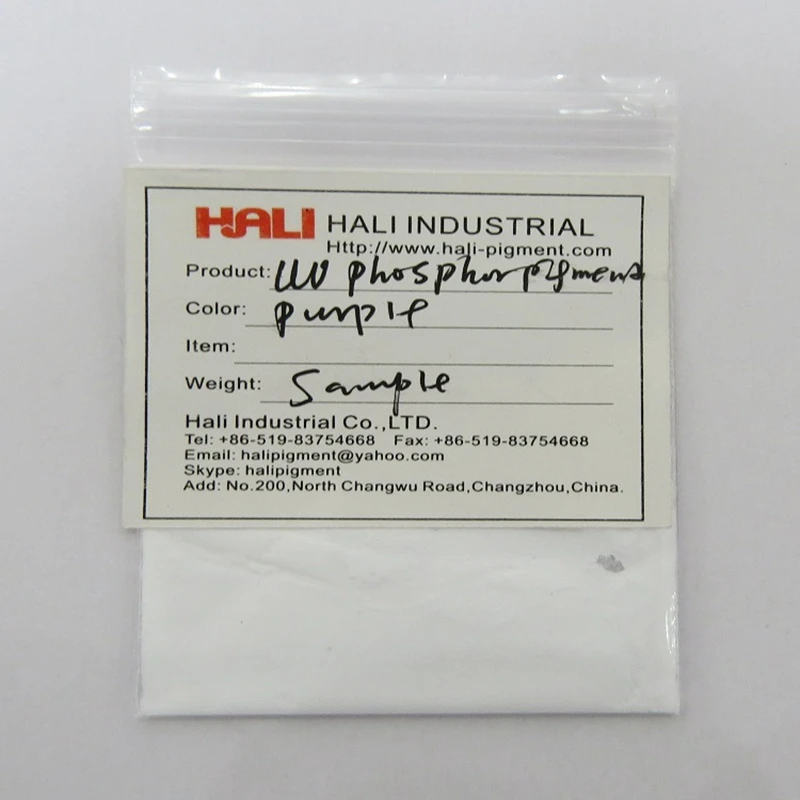 HALI HALI INDUSTRIAL
Http://www.hali-pigment.com
Product: UV phosphor pigment
Color: purple
Item:
Weight: Sample
Hali Industrial Co.,LTD.
Tel: +86-519-83754668 Fax: +86-519-83754668
Email: halipigment@yahoo.com
Skype: halipigment
Add: No.200,North Changwu Road,Changzhou,China.